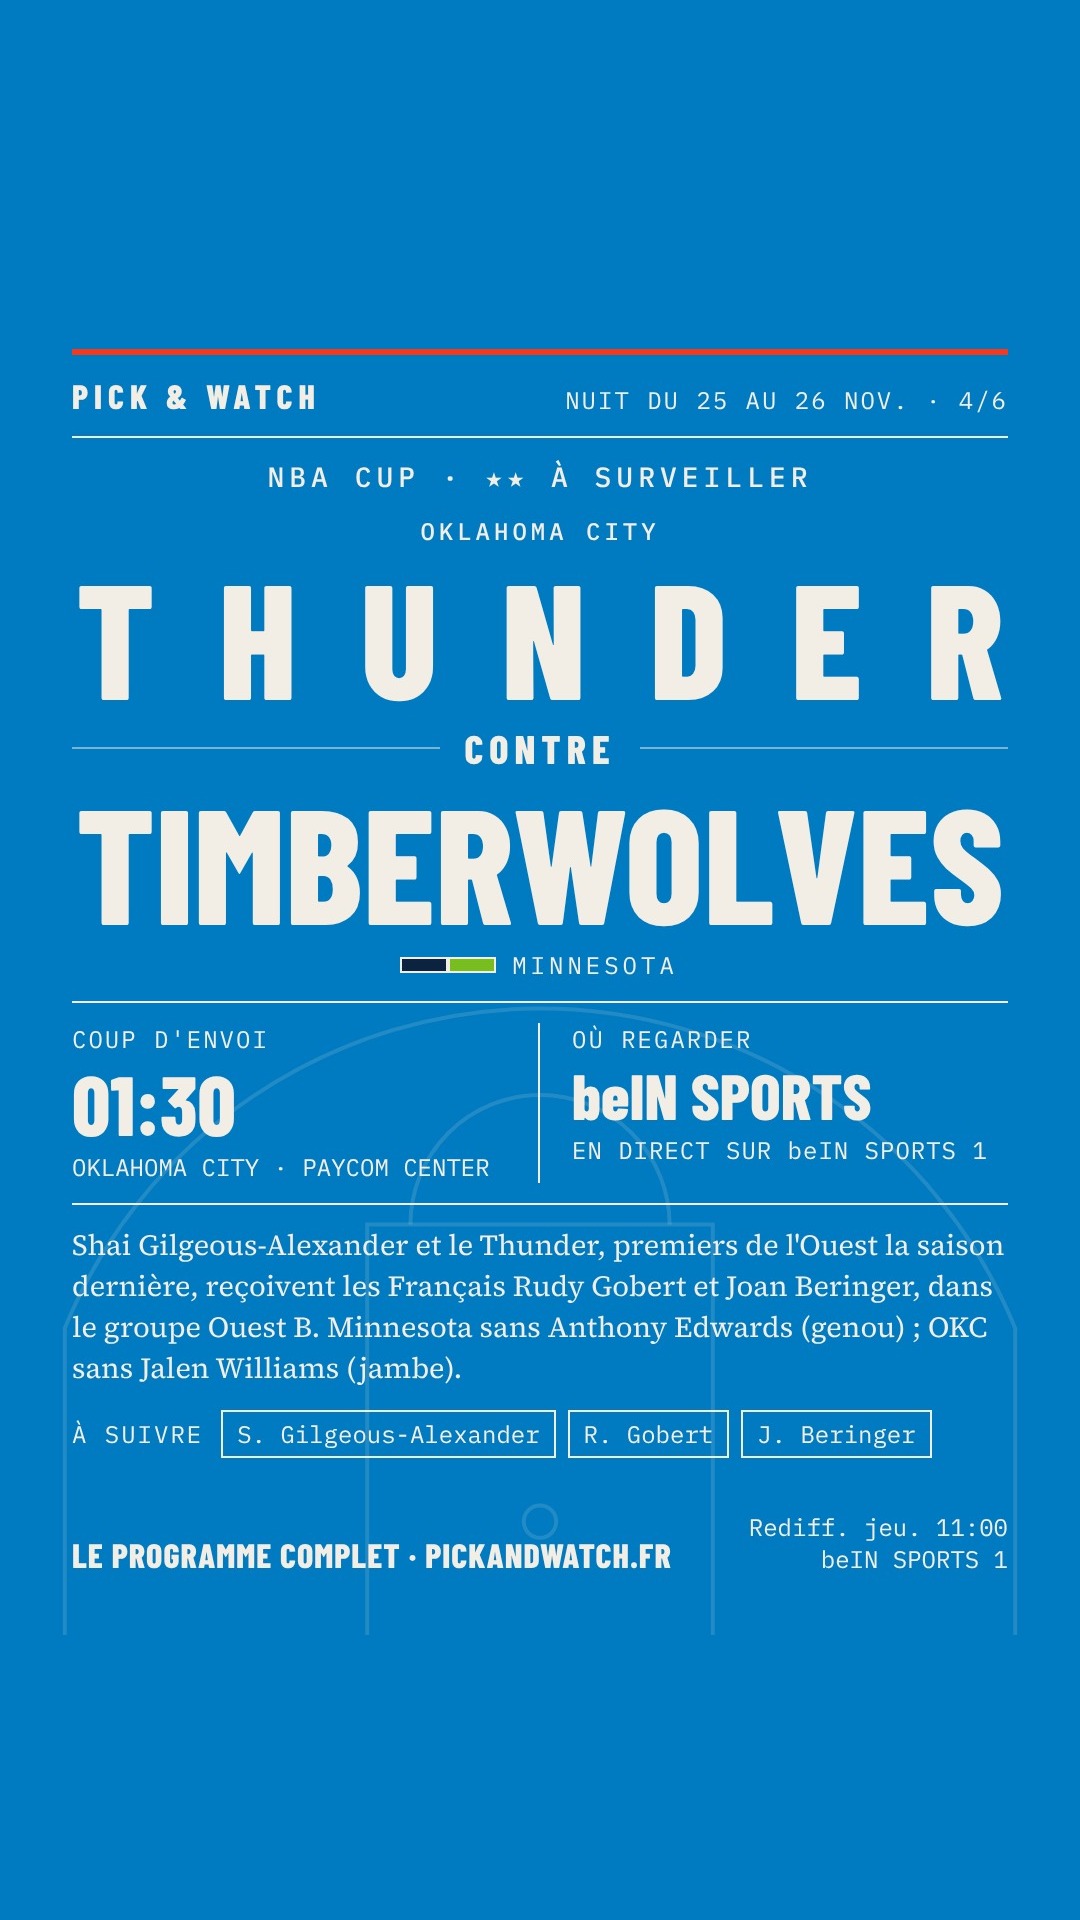 PICK & WATCH
NUIT DU 25 AU 26 NOV. · 4/6
NBA CUP · ★★ À SURVEILLER
OKLAHOMA CITY
THUNDER
CONTRE
TIMBERWOLVES
MINNESOTA
COUP D'ENVOI
01:30
OKLAHOMA CITY · PAYCOM CENTER
OÙ REGARDER
beIN SPORTS
EN DIRECT SUR beIN SPORTS 1
Shai Gilgeous-Alexander et le Thunder, premiers de l'Ouest la saison
dernière, reçoivent les Français Rudy Gobert et Joan Beringer, dans
le groupe Ouest B. Minnesota sans Anthony Edwards (genou) ; OKC
sans Jalen Williams (jambe).
À SUIVRE S. Gilgeous-Alexander R. Gobert J. Beringer
LE PROGRAMME COMPLET · PICKANDWATCH.FR
Rediff. jeu. 11:00
beIN SPORTS 1